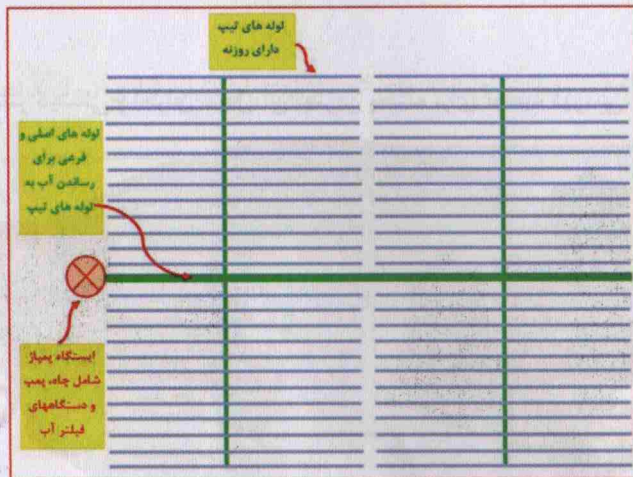 لوله های تیپ
دارای روزنه
لوله های اصلی و
فرعی برای
رساندن آب به
لوله های تیپ
ایستگاه پمپاژ
شامل چاه، پمپ
و دستگاههای
فیلتر آب